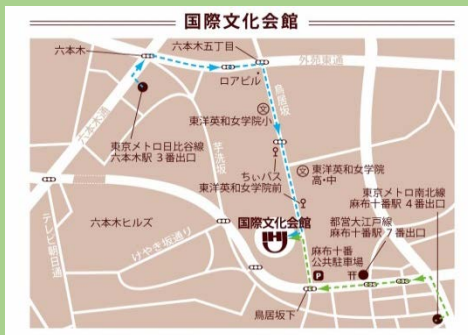 国際文化会館
六本木
六本木五丁目
外苑東通
ロアビル
六本木通
鳥居坂
東洋英和女学院小
東京メトロ日比谷線
六本木駅 3番出口
芋洗坂
ちぃバス
東洋英和女学院前
東洋英和女学院
高・中
東京メトロ南北線
麻布十番駅 4番出口
テレビ朝日通
六本木ヒルズ
国際文化会館
都営大江戸線
麻布十番駅 7番出口
けやき坂通り
麻布十番
公共駐車場
P
鳥居坂下